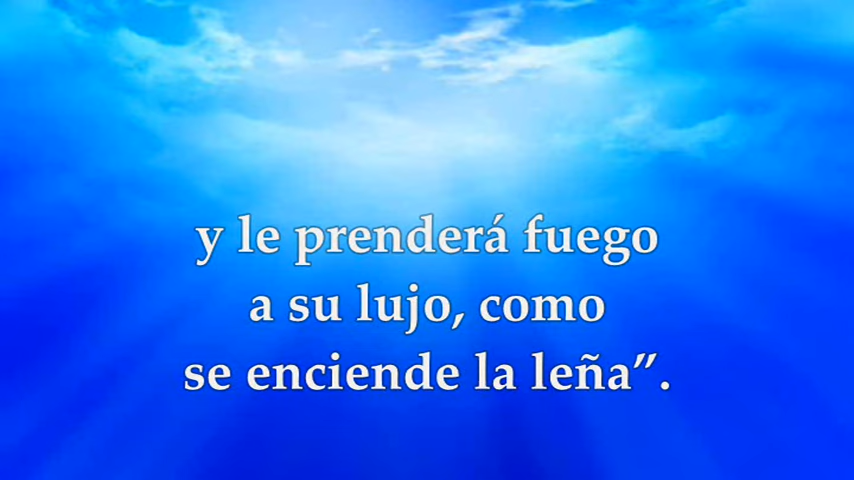 y le prenderá fuego
a su lujo, como
se enciende la leña”.